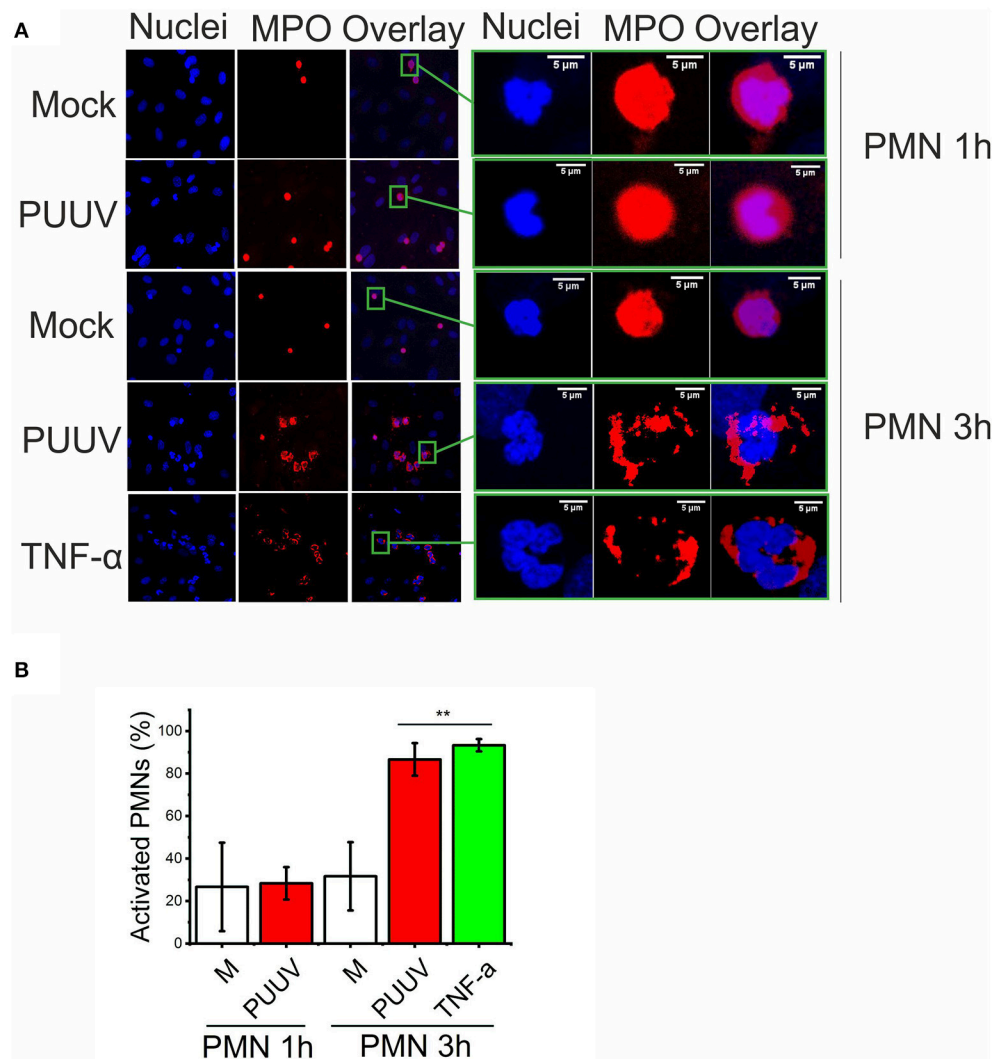 A
Nuclei MPO Overlay Nuclei MPO Overlay
Mock
5 µm 5 µm 5 µm
PMN 1h
PUUV
5 µm 5 µm 5 µm
Mock
5 µm 5 µm 5 µm
PUUV
5 µm 5 µm 5 µm
PMN 3h
TNF-α
5 µm 5 µm 5 µm
B
Activated PMNs (%)
100
80
60
40
20
0
**
M PUUV M PUUV TNF-a
PMN 1h PMN 3h